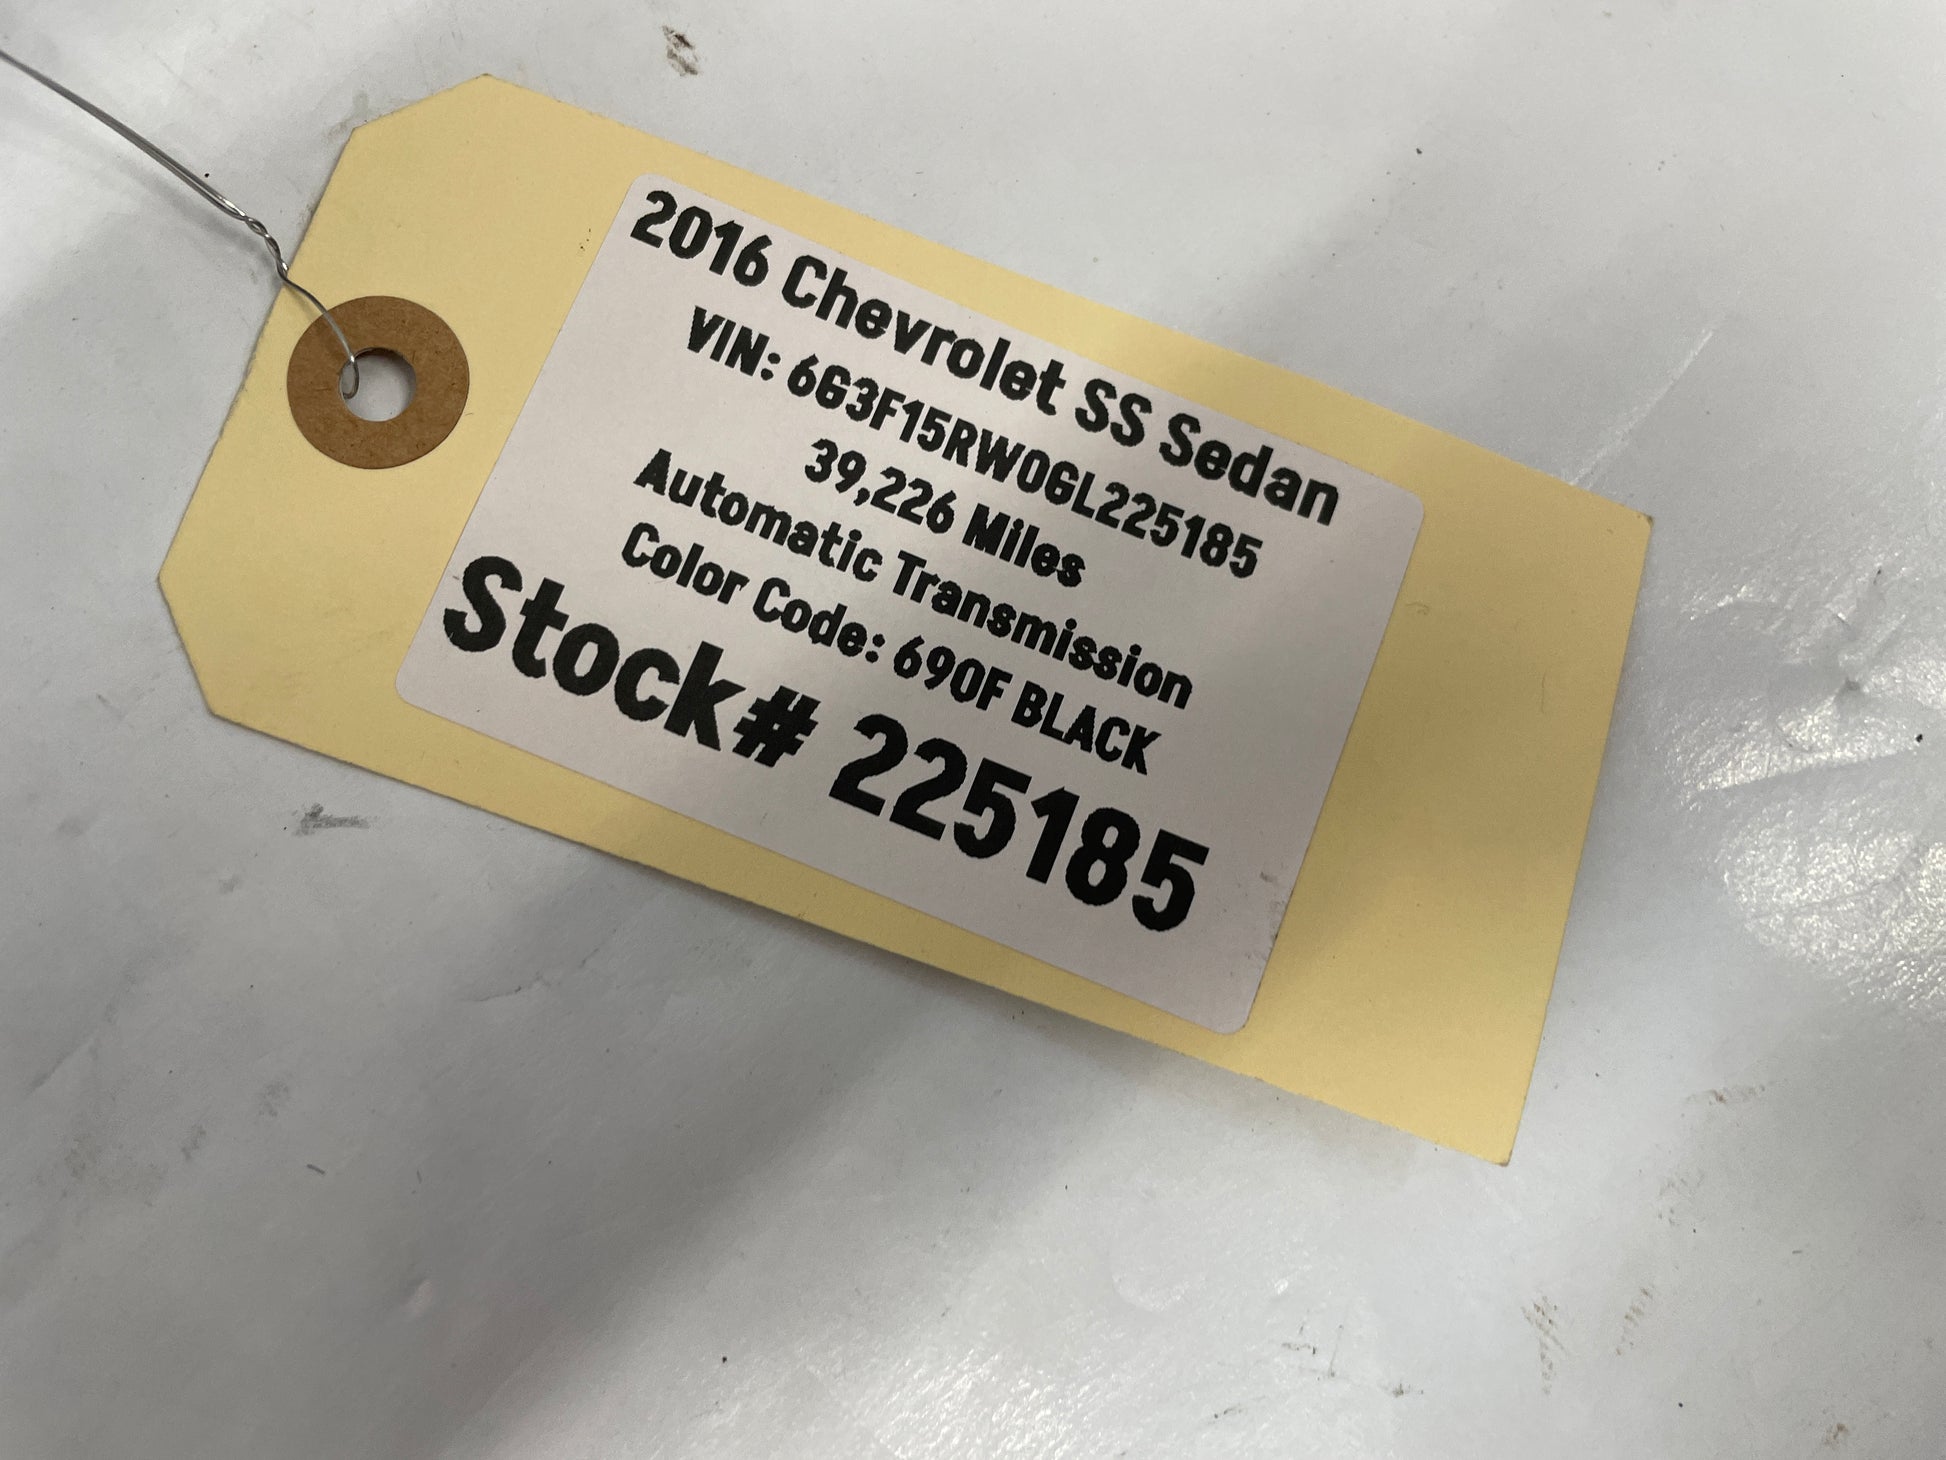 2016 Chevrolet SS Sedan
VIN: 6G3F15RW0GL225185
39,226 Miles
Automatic Transmission
Color Code: 690F BLACK
Stock# 225185